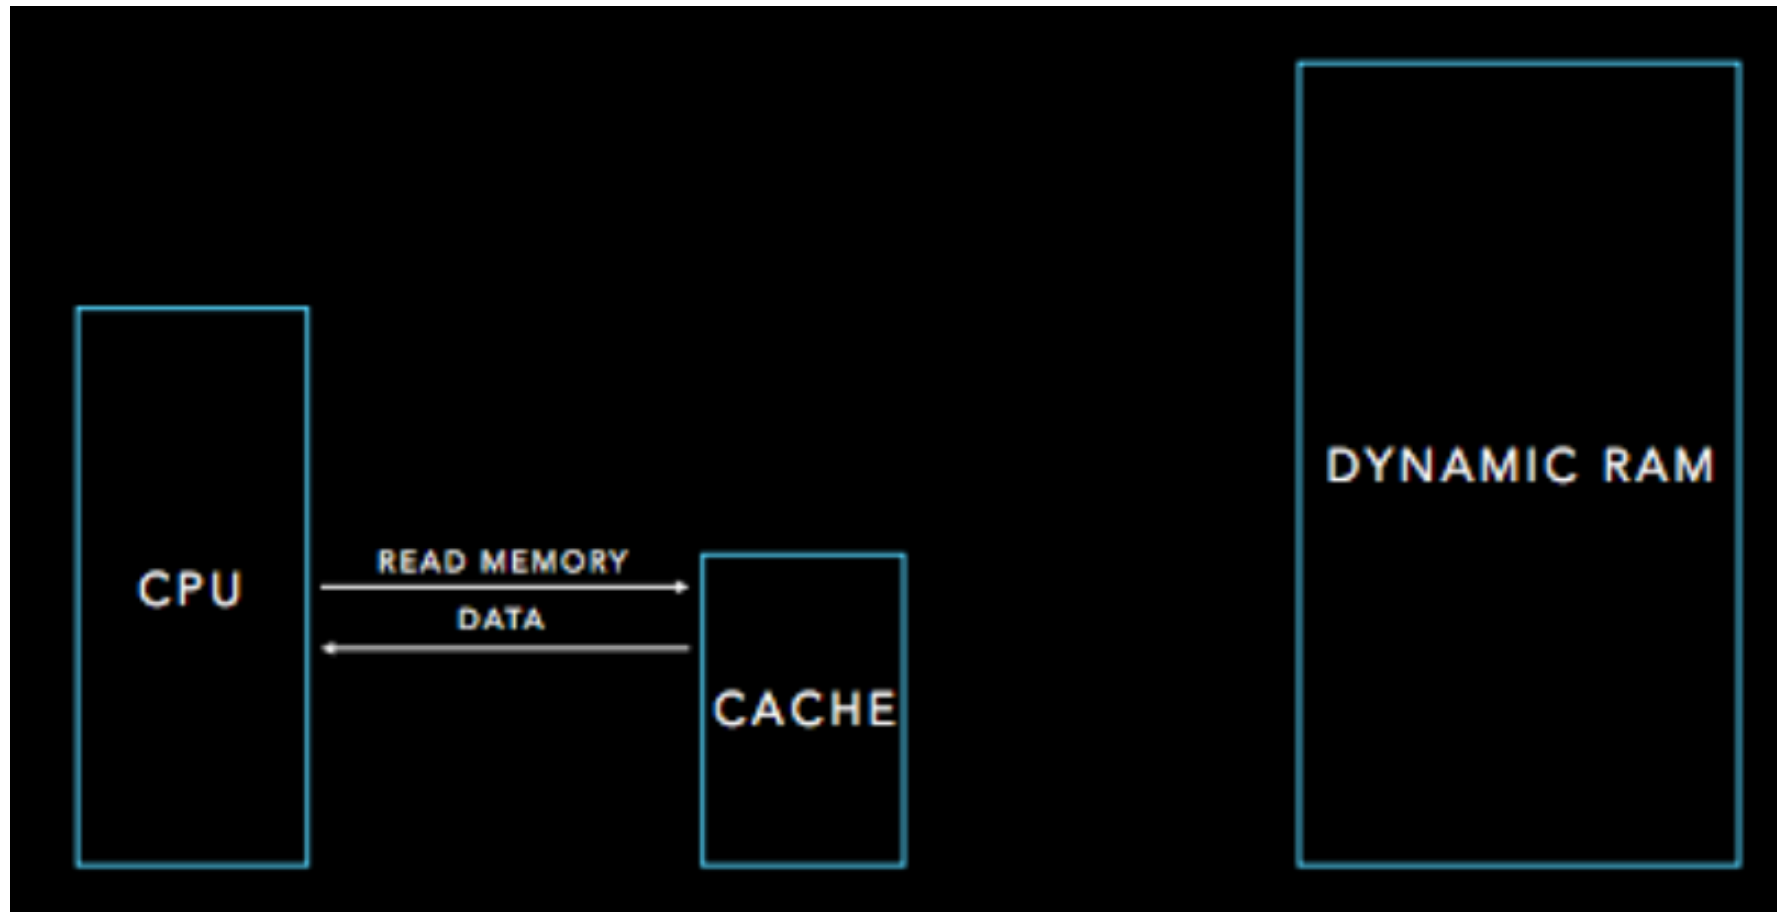 DYNAMIC RAM
READ MEMORY
CPU
DATA
CACHE